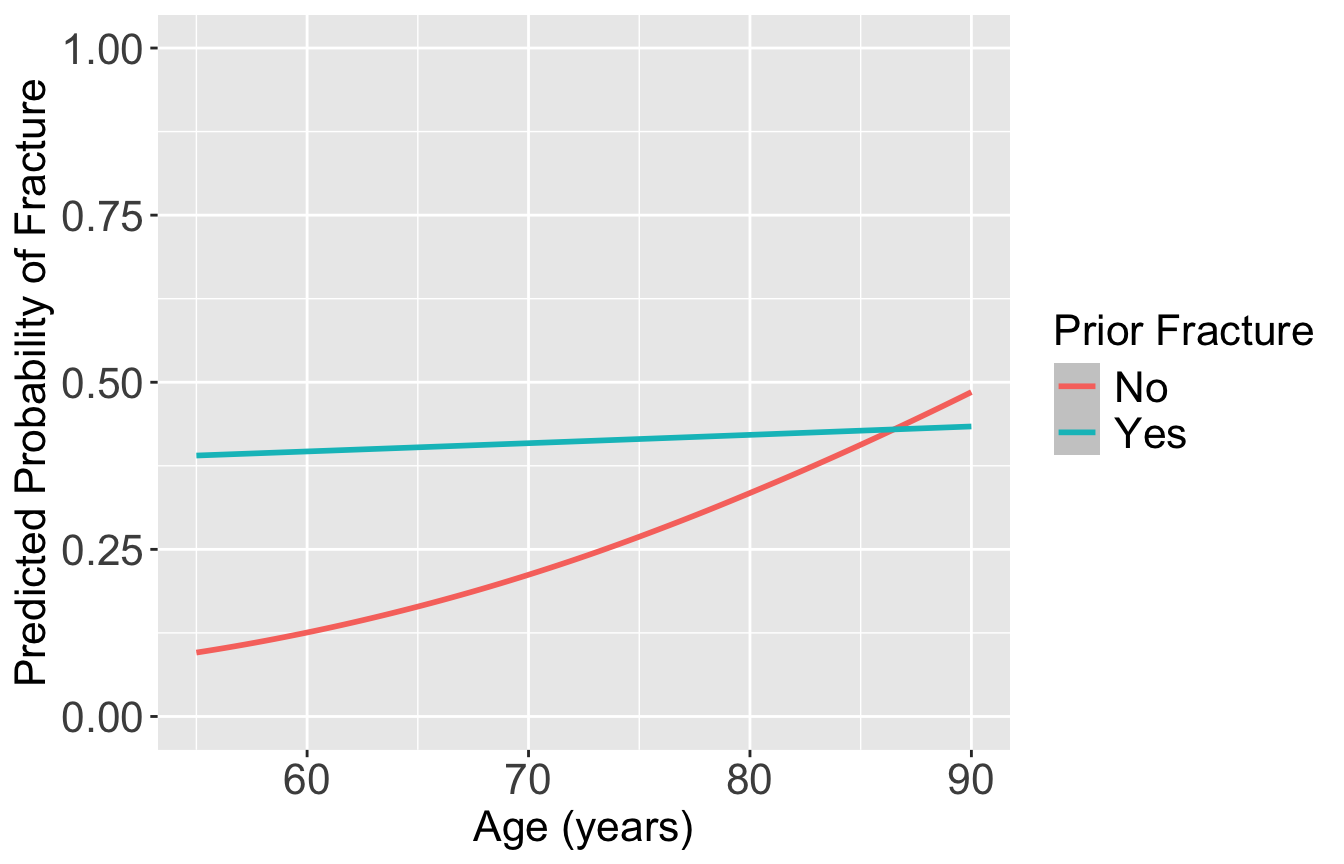 Predicted Probability of Fracture
1.00
0.75
0.50
0.25
0.00
60 70 80 90
Age (years)
Prior Fracture
No
Yes